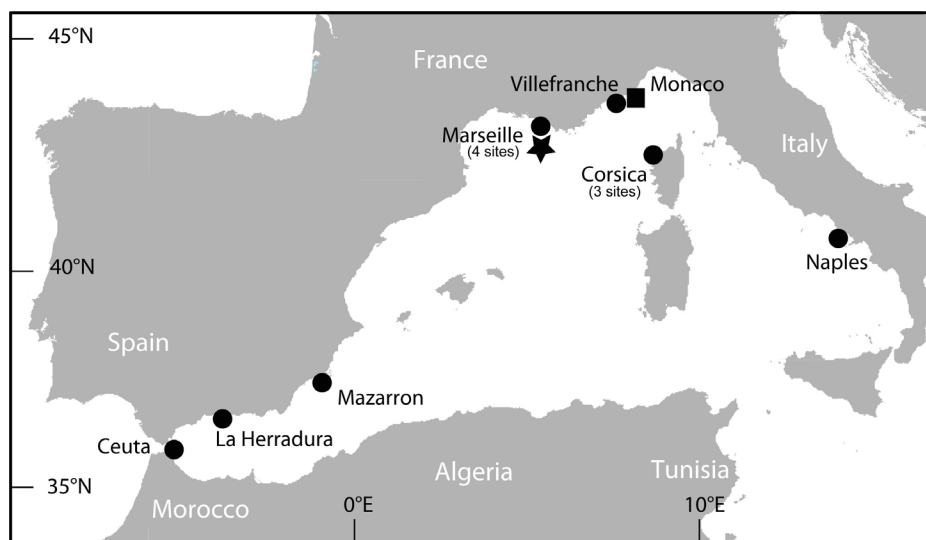 45°N
France
Villefranche
Monaco
Marseille
(4 sites)
Italy
Corsica
(3 sites)
Naples
40°N
Spain
Mazarron
La Herradura
Ceuta
Algeria
Tunisia
35°N
Morocco
0°E
10°E